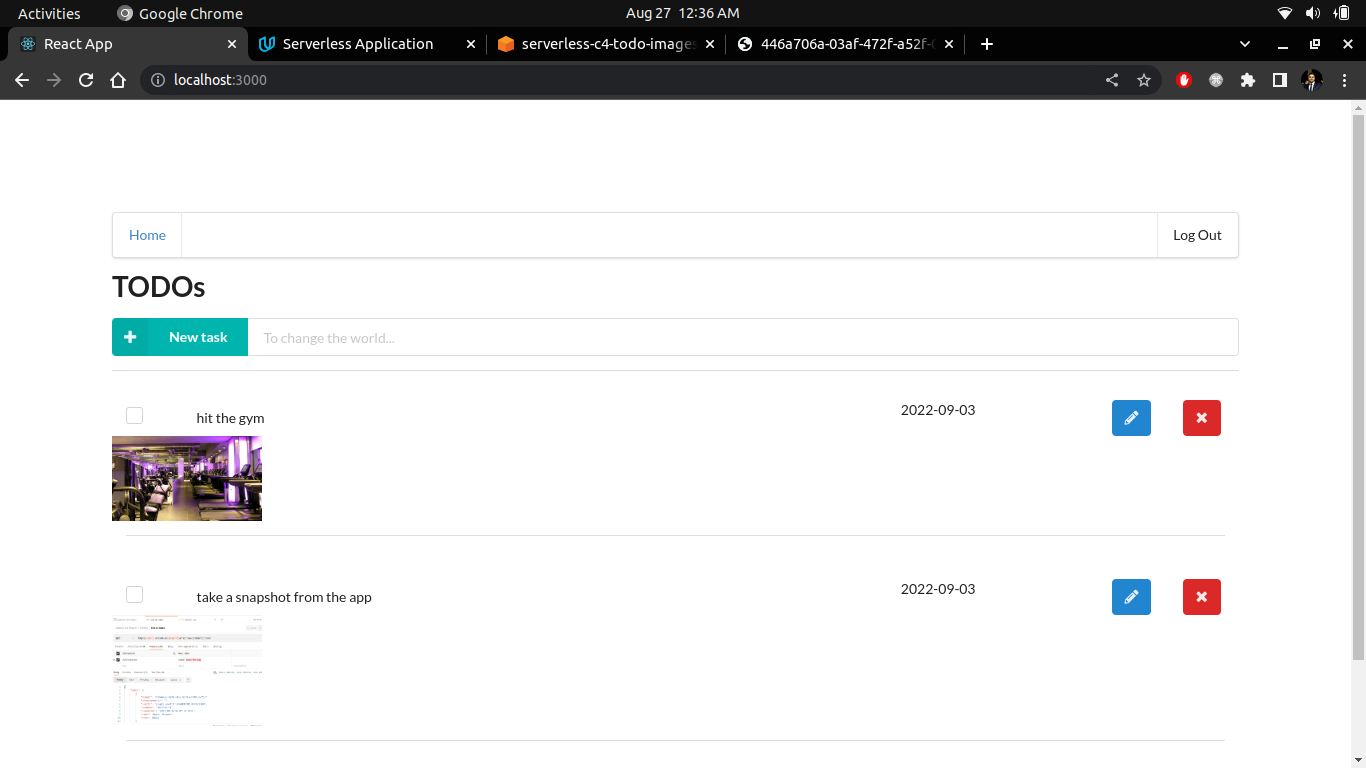 Activities Google Chrome Aug 27 12:36 AM
React App Serverless Application serverless-c4-todo-images 446a706a-03af-472f-a52f-
localhost:3000
Home Log Out
TODOs
New task To change the world...
hit the gym 2022-09-03
take a snapshot from the app 2022-09-03